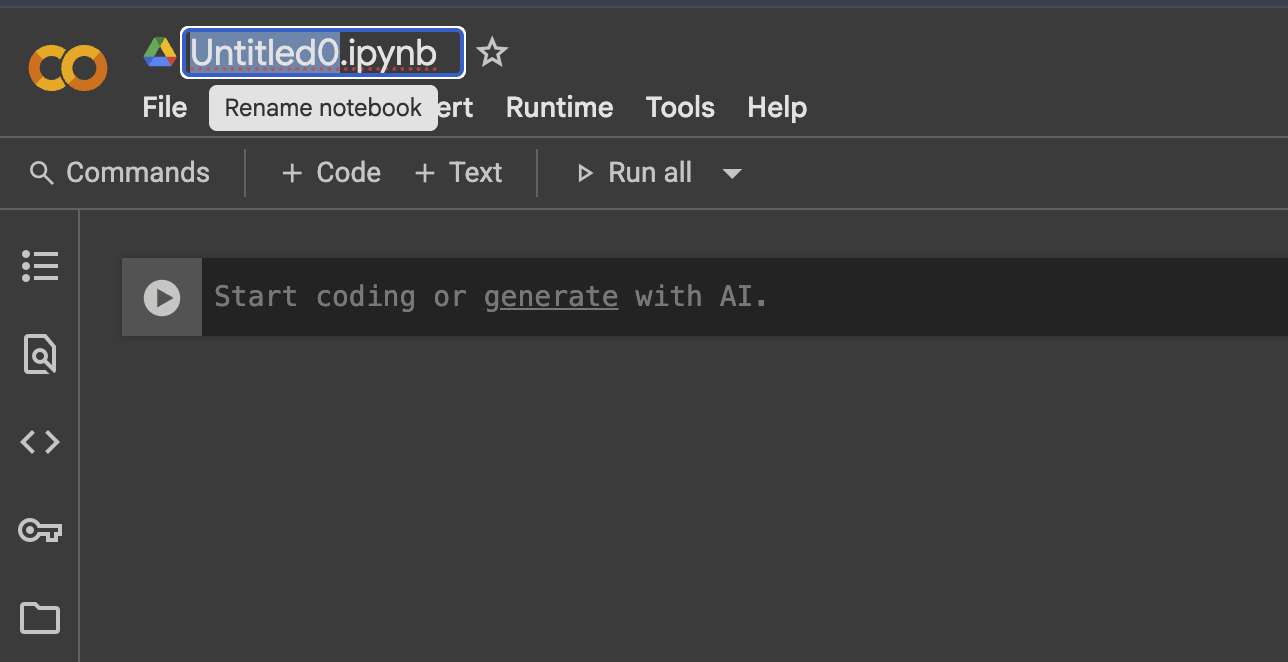 Untitled0.ipynb
File Rename notebook ert Runtime Tools Help
Commands + Code + Text Run all
Start coding or generate with AI.